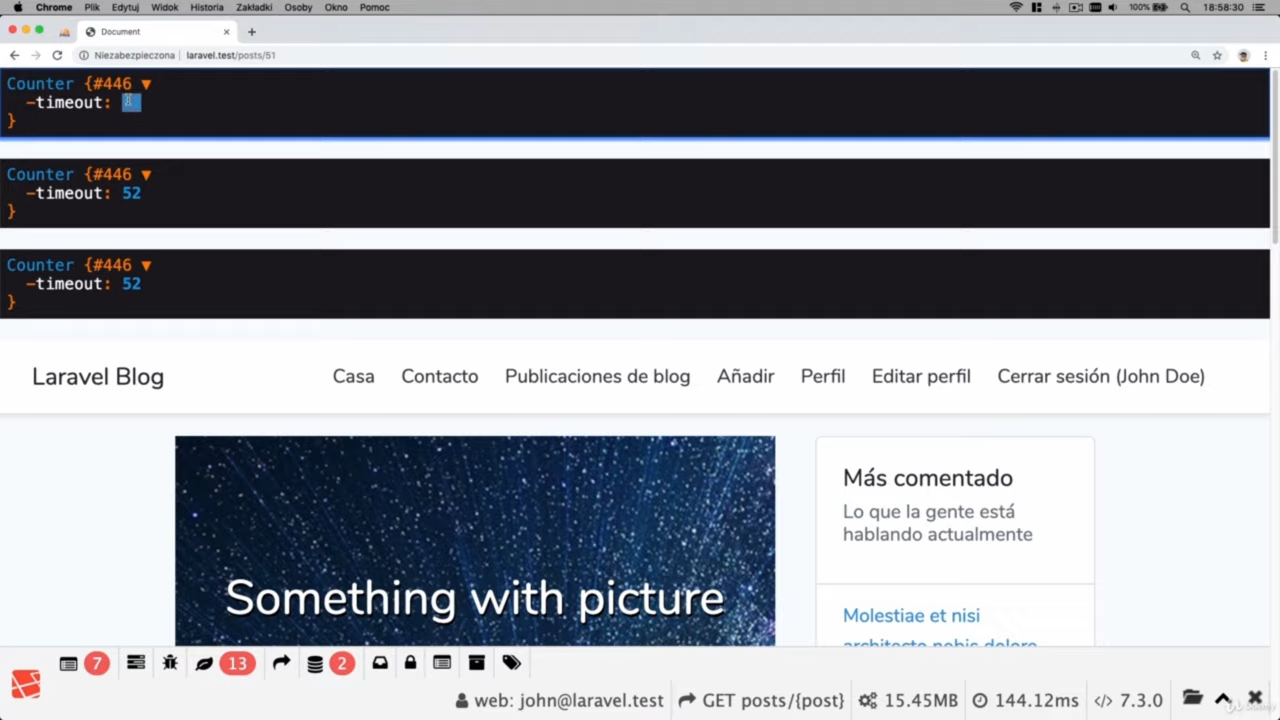 Chrome Plik Edytuj Widok Historia Zakładki Osoby Okno Pomoc 100% 18:58:30
Document
Niezabezpieczona laravel.test/posts/51
Counter {#446 ▼
-timeout:
}
Counter {#446 ▼
-timeout: 52
}
Counter {#446 ▼
-timeout: 52
}
Laravel Blog Casa Contacto Publicaciones de blog Añadir Perfil Editar perfil Cerrar sesión (John Doe)
Something with picture
Más comentado
Lo que la gente está
hablando actualmente
Molestiae et nisi
architecto nobis dolore
7 13 2
web: john@laravel.test GET posts/{post} 15.45MB 144.12ms 7.3.0